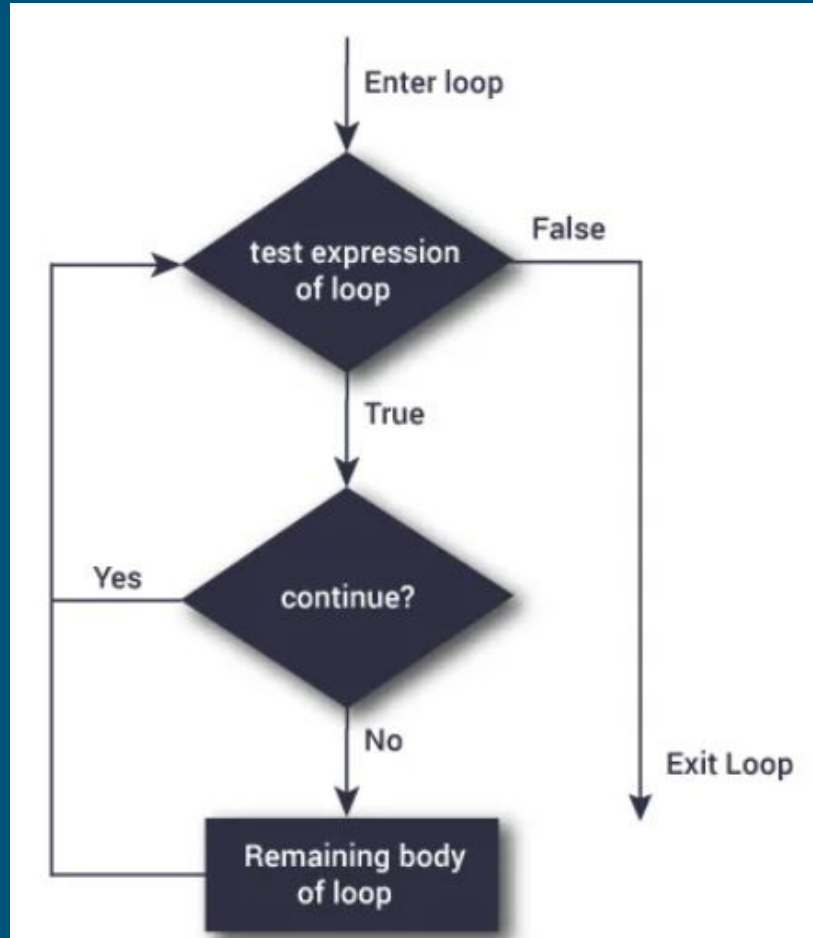 Enter loop
test expression
of loop
False
True
Yes
continue?
No
Exit Loop
Remaining body
of loop